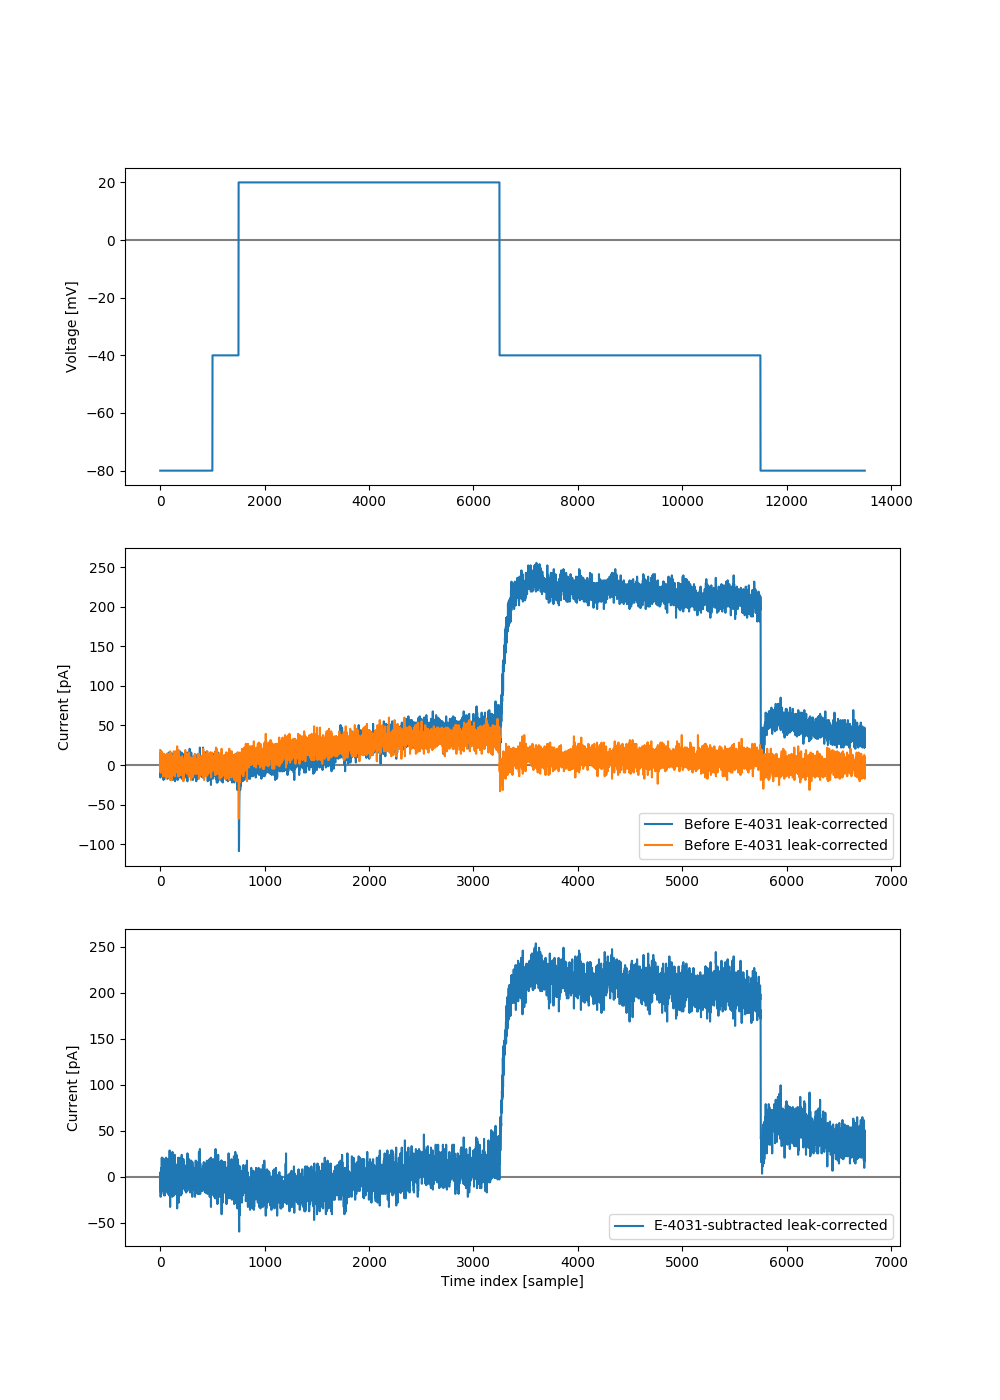 20
0
−20
−40
−60
−80
Voltage [mV]
0 2000 4000 6000 8000 10000 12000 14000
250
200
150
100
50
0
−50
−100
Current [pA]
Before E-4031 leak-corrected
Before E-4031 leak-corrected
0 1000 2000 3000 4000 5000 6000 7000
250
200
150
100
50
0
−50
Current [pA]
E-4031-subtracted leak-corrected
0 1000 2000 3000 4000 5000 6000 7000
Time index [sample]